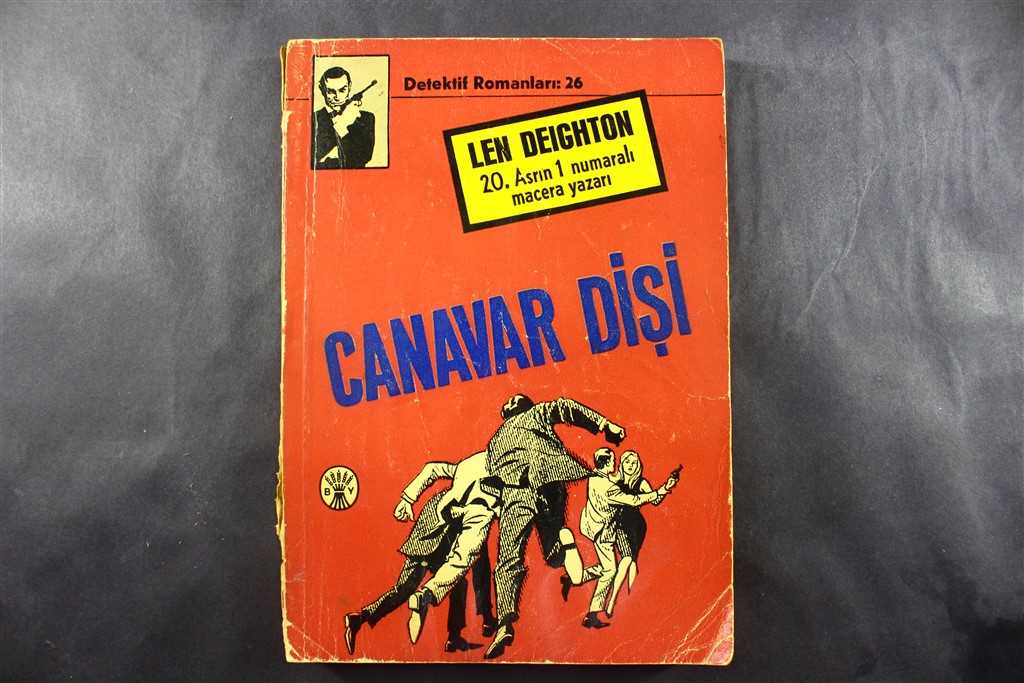 Detektif Romanları: 26
LEN DEIGHTON
20. Asrın 1 numaralı
macera yazarı
CANAVAR DİŞİ
B Y